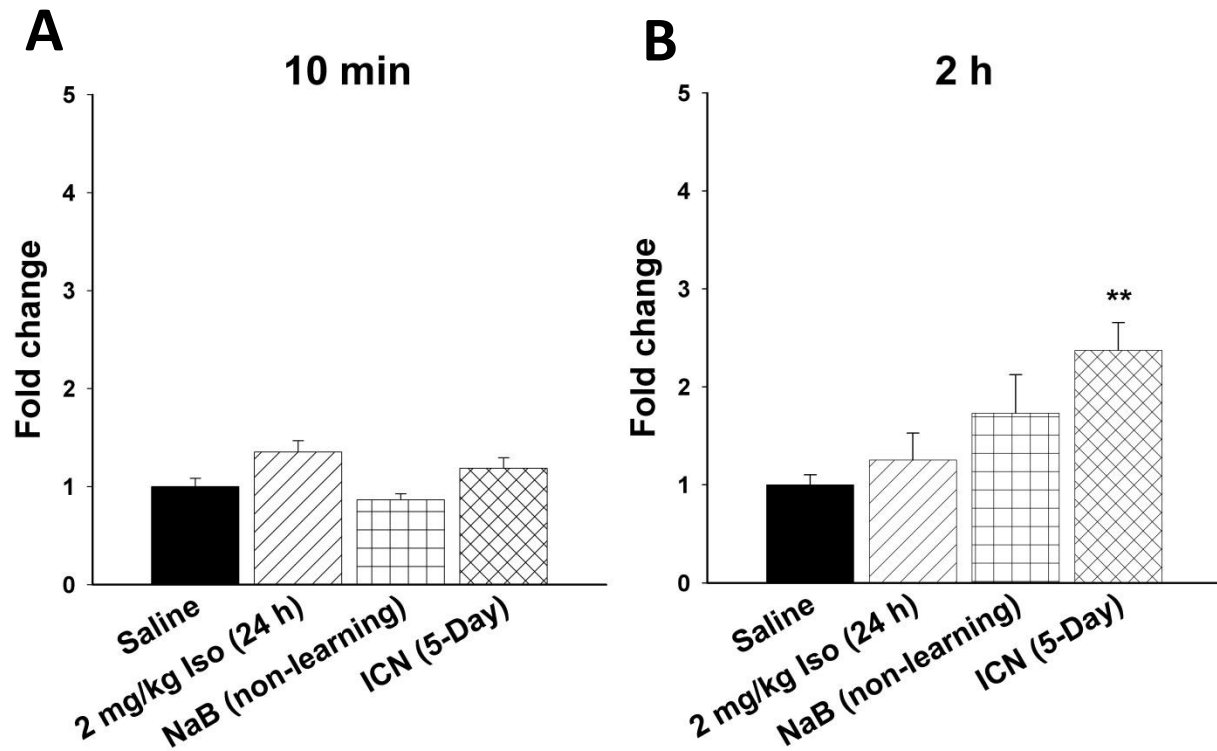 A
10 min
5
4
3
2
1
0
Fold change
Saline
2 mg/kg Iso (24 h)
NaB (non-learning)
ICN (5-Day)
B
2 h
5
4
3
2
1
0
Fold change
**
Saline
2 mg/kg Iso (24 h)
NaB (non-learning)
ICN (5-Day)